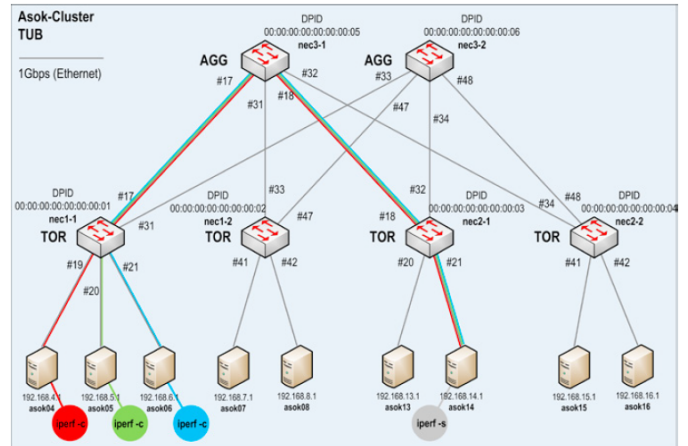 Asok-Cluster
TUB
1Gbps (Ethernet)
DPID
00:00:00:00:00:00:00:05
nec3-1
AGG
DPID
00:00:00:00:00:00:00:06
nec3-2
AGG
#17
#31
#18
#32
#33
#47
#34
#48
DPID
00:00:00:00:00:00:00:01
nec1-1
TOR
#17
#31
#19
#20
#21
DPID
00:00:00:00:00:00:00:02
nec1-2
TOR
#33
#47
#41
#42
DPID
00:00:00:00:00:00:00:03
nec2-1
TOR
#32
#18
#20
#21
DPID
00:00:00:00:00:00:00:04
nec2-2
TOR
#34
#48
#41
#42
192.168.4.1
asok04
192.168.5.1
asok05
192.168.6.1
asok06
192.168.7.1
asok07
192.168.8.1
asok08
192.168.13.1
asok13
192.168.14.1
asok14
192.168.15.1
asok15
192.168.16.1
asok16
iperf -c
iperf -c
iperf -c
iperf -s